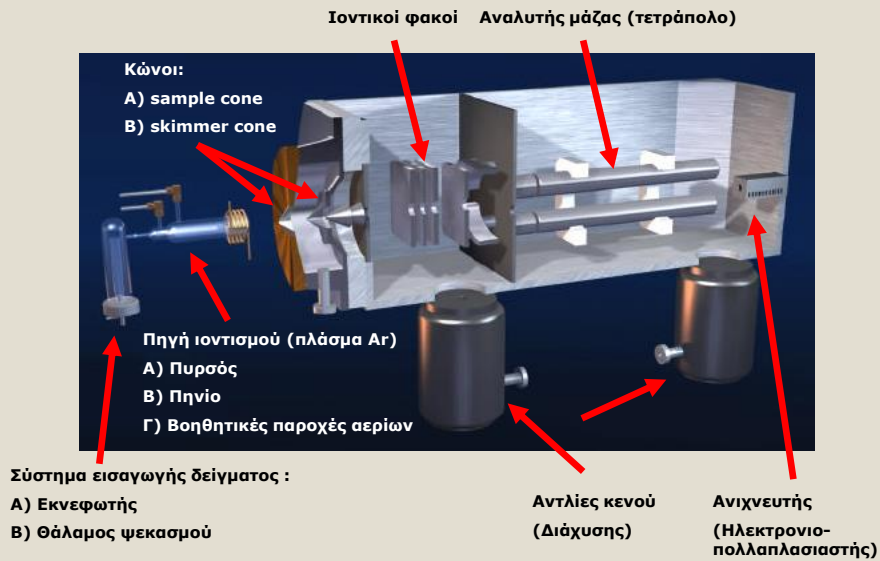 Ιοντικοί φακοί
Αναλυτής μάζας (τετράπολο)
Κώνοι:
Α) sample cone
Β) skimmer cone
Πηγή ιοντισμού (πλάσμα Ar)
Α) Πυρσός
Β) Πηνίο
Γ) Βοηθητικές παροχές αερίων
Σύστημα εισαγωγής δείγματος :
Α) Εκνεφωτής
Β) Θάλαμος ψεκασμού
Αντλίες κενού
(Διάχυσης)
Ανιχνευτής
(Ηλεκτρονιο-
πολλαπλασιαστής)